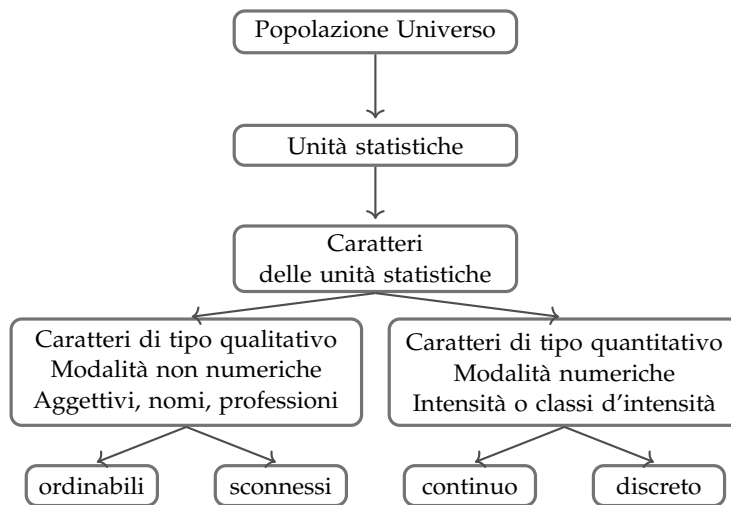 Popolazione Universo
Unità statistiche
Caratteri
delle unità statistiche
Caratteri di tipo qualitativo
Modalità non numeriche
Aggettivi, nomi, professioni
Caratteri di tipo quantitativo
Modalità numeriche
Intensità o classi d'intensità
ordinabili
sconnessi
continuo
discreto